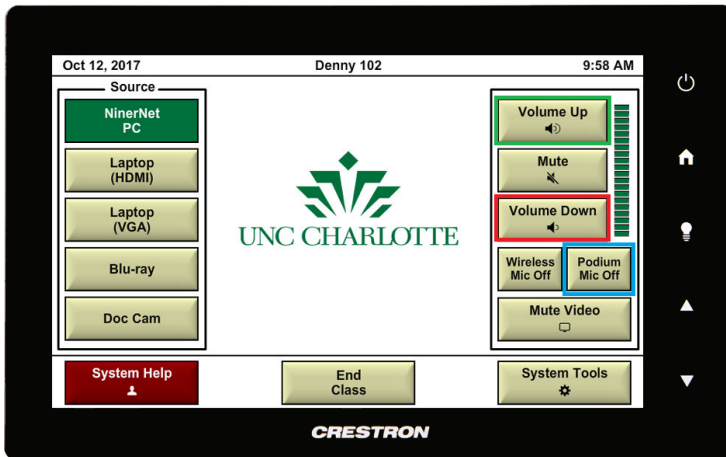 Oct 12, 2017
Denny 102
9:58 AM
Source
NinerNet
PC
Laptop
(HDMI)
Laptop
(VGA)
Blu-ray
Doc Cam
UNC CHARLOTTE
Volume Up
Mute
Volume Down
Wireless
Mic Off
Podium
Mic Off
Mute Video
System Help
End
Class
System Tools
CRESTRON